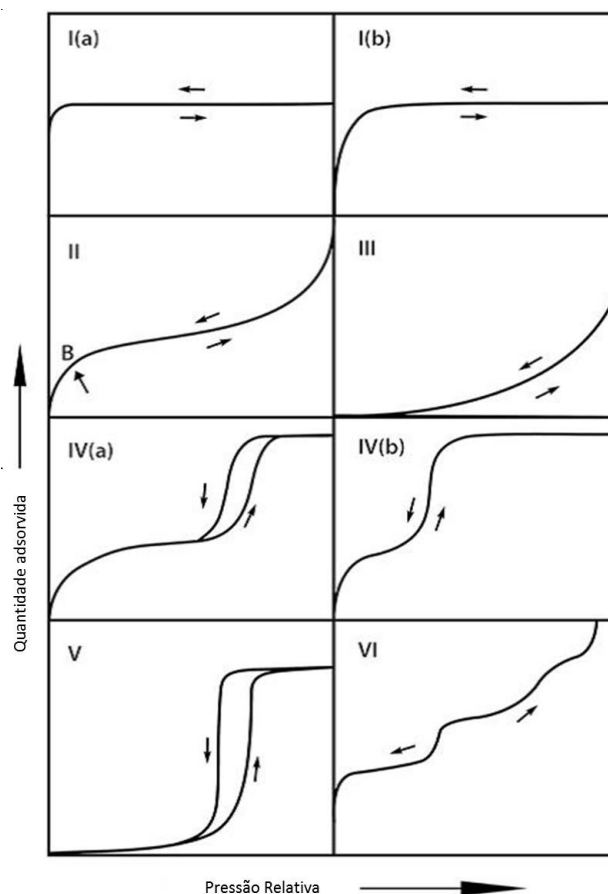 I(a)
I(b)
II
III
B
IV(a)
IV(b)
V
VI
Quantidade adsorvida
Pressão Relativa